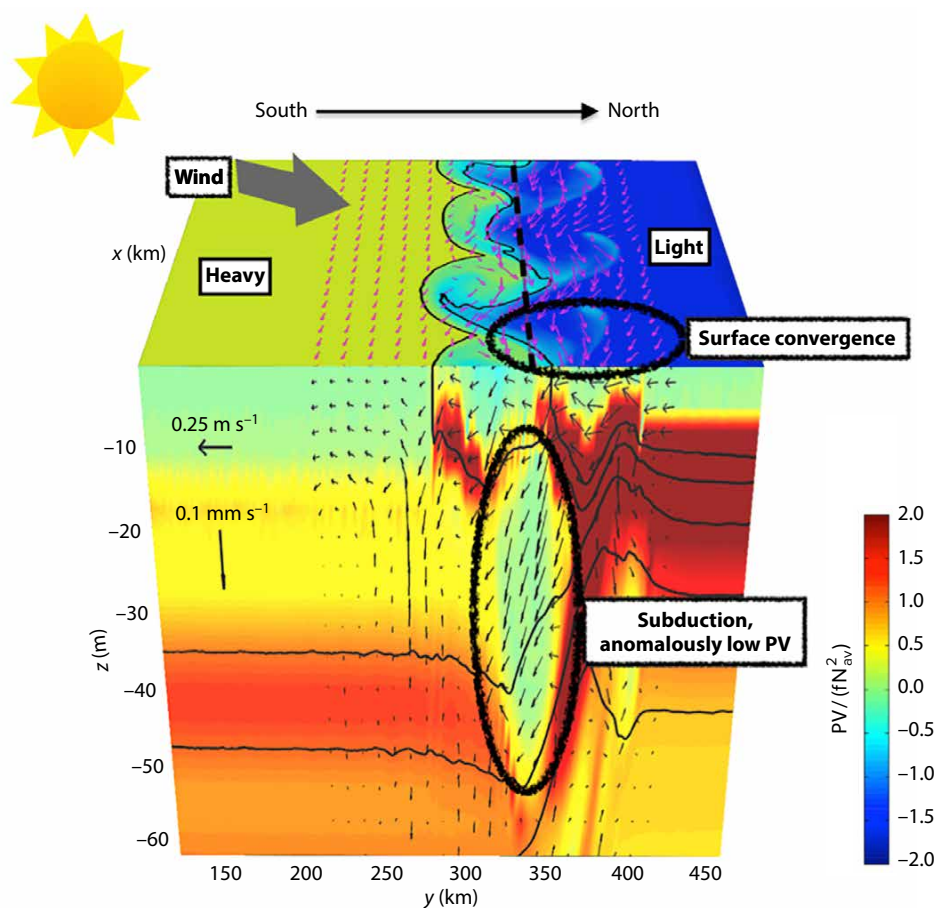 South
North
Wind
x (km)
Heavy
Light
Surface convergence
0.25 m s⁻¹
0.1 mm s⁻¹
Subduction,
anomalously low PV
−10
−20
−30
−40
−50
−60
z (m)
150
200
250
300
350
400
450
y (km)
2.0
1.5
1.0
0.5
0.0
−0.5
−1.0
−1.5
−2.0
PV/(fN²av)